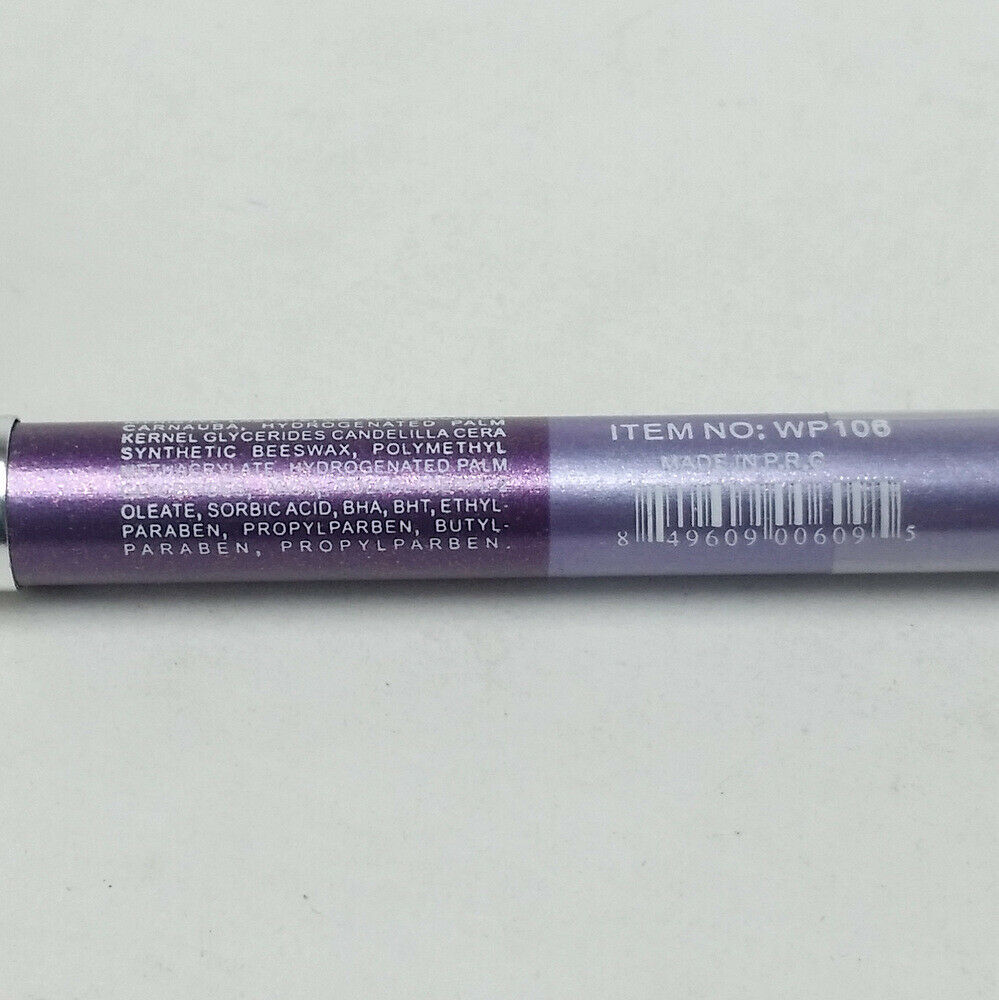 CARNAUBA, HYDROGENATED PALM
KERNEL GLYCERIDES CANDELILLA CERA
SYNTHETIC BEESWAX, POLYMETHYL
METHACRYLATE, HYDROGENATED PALM
OLEATE, SORBIC ACID, BHA, BHT, ETHYL-
PARABEN, PROPYLPARBEN, BUTYL-
PARABEN, PROPYLPARBEN.
ITEM NO: WP106
MADE IN P.R.C
8 49609 00609 5